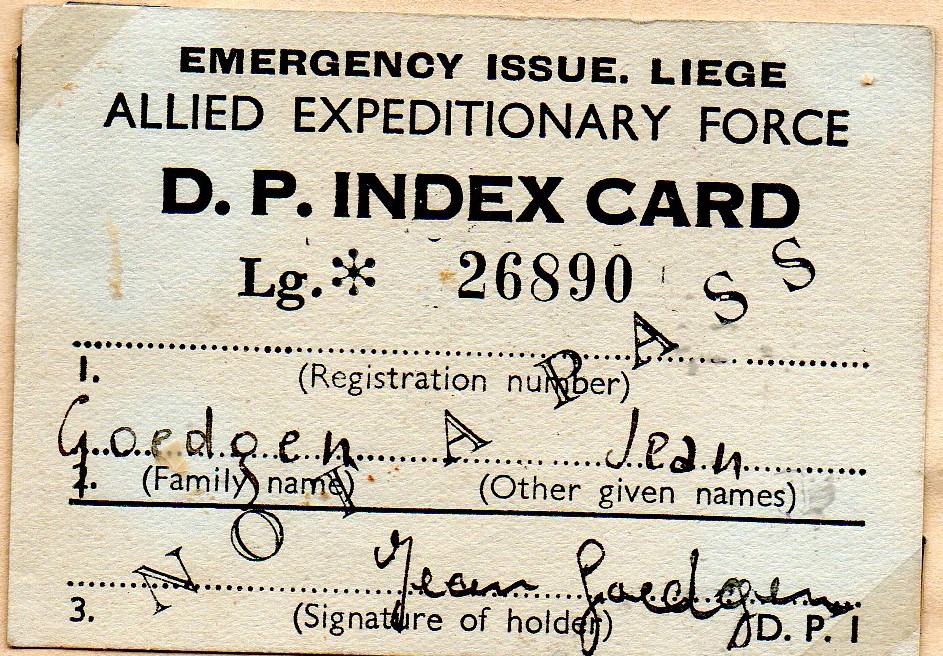 EMERGENCY ISSUE. LIEGE
ALLIED EXPEDITIONARY FORCE
D. P. INDEX CARD
Lg.* 26890
1. (Registration number)
Goedgen Jean
2. (Family name) (Other given names)
NOT A PASS
Jean Goedgen
3. (Signature of holder) D. P. 1